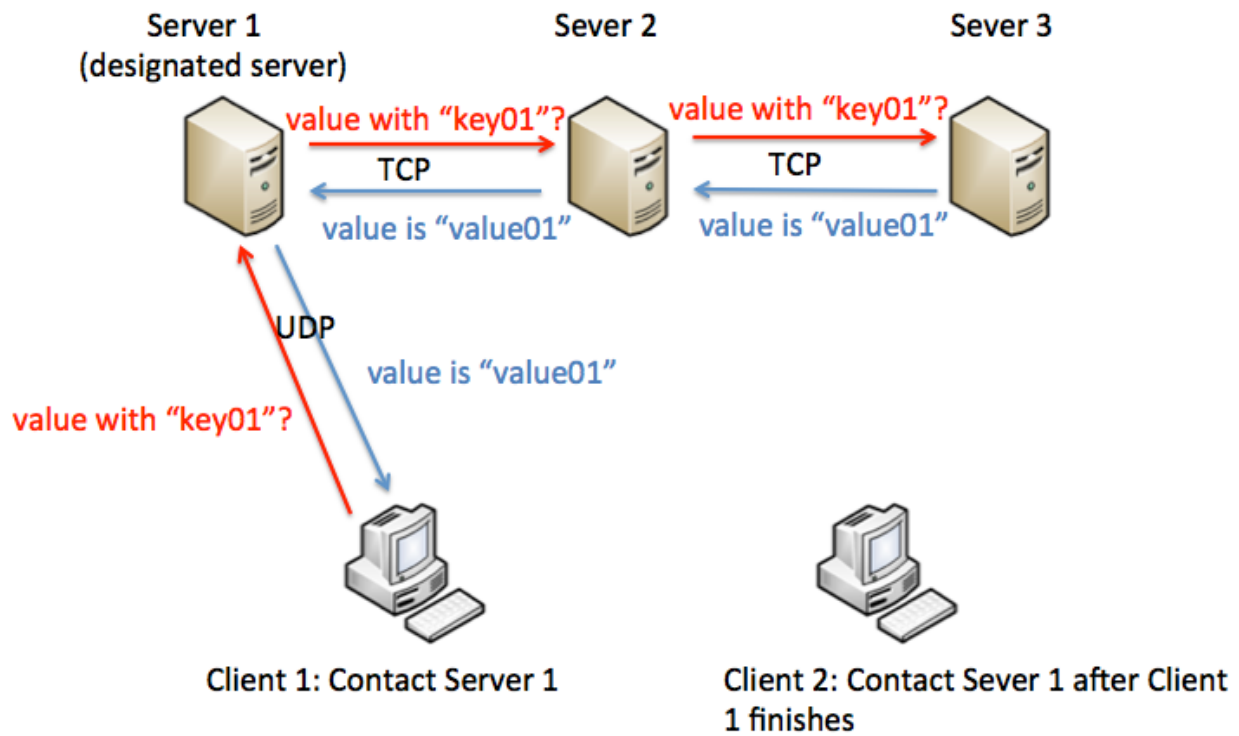 Server 1
(designated server)
Sever 2
Sever 3
value with “key01”?
value with “key01”?
TCP
TCP
value is “value01”
value is “value01”
UDP
value is “value01”
value with “key01”?
Client 1: Contact Server 1
Client 2: Contact Sever 1 after Client
1 finishes